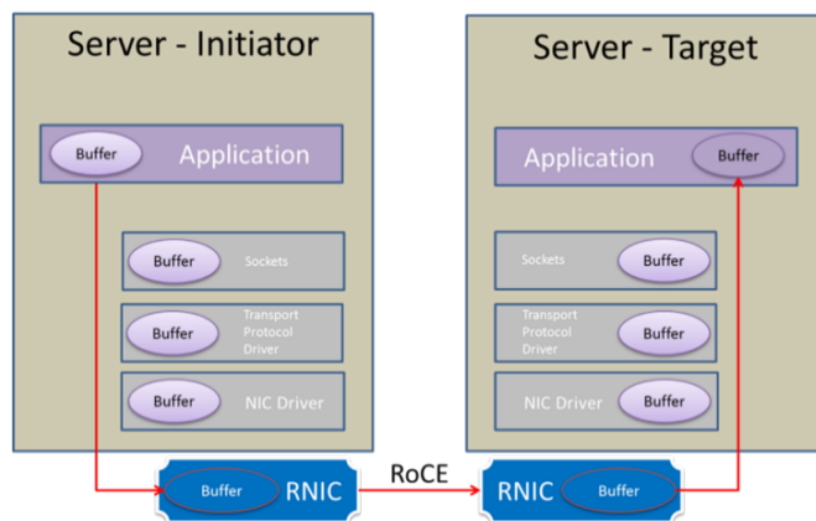 Server - Initiator
Buffer Application
Buffer Sockets
Buffer Transport
Protocol
Driver
Buffer NIC Driver
Buffer RNIC
RoCE
Server - Target
Application Buffer
Sockets Buffer
Transport
Protocol
Driver Buffer
NIC Driver Buffer
RNIC Buffer